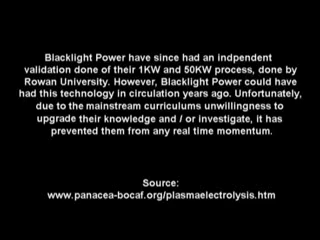 Blacklight Power have since had an indpendent
validation done of their 1KW and 50KW process, done by
Rowan University. However, Blacklight Power could have
had this technology in circulation years ago. Unfortunately,
due to the mainstream curriculums unwillingness to
upgrade their knowledge and / or investigate, it has
prevented them from any real time momentum.
Source:
www.panacea-bocaf.org/plasmaelectrolysis.htm